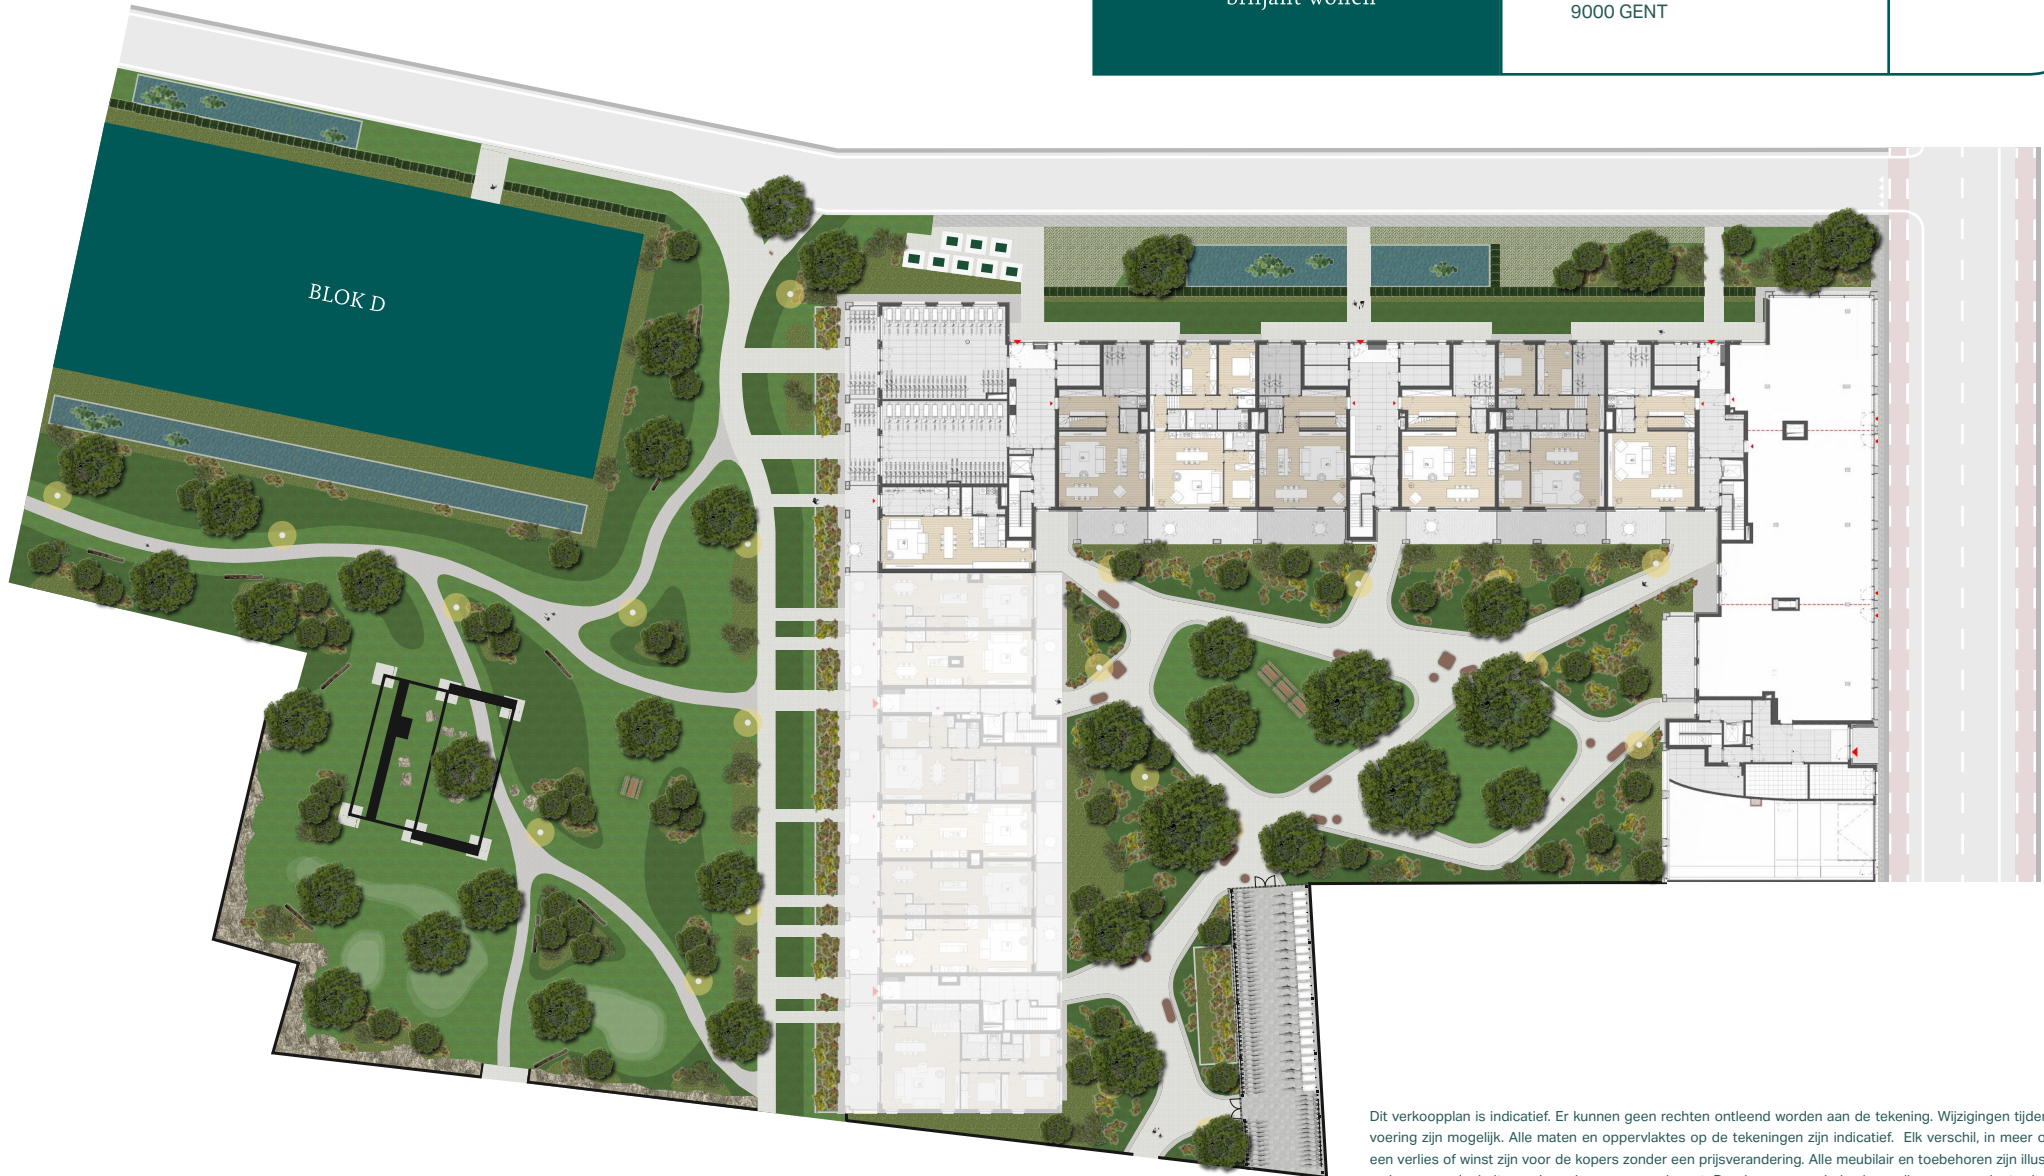 briljant wonen
9000 GENT
BLOK D
Dit verkoopplan is indicatief. Er kunnen geen rechten ontleend worden aan de tekening. Wijzigingen
voering zijn mogelijk. Alle maten en oppervlaktes op de tekeningen zijn indicatief. Elk verschil, in meer
een verlies of winst zijn voor de kopers zonder een prijsverandering. Alle meubilair en toebehoren zijn